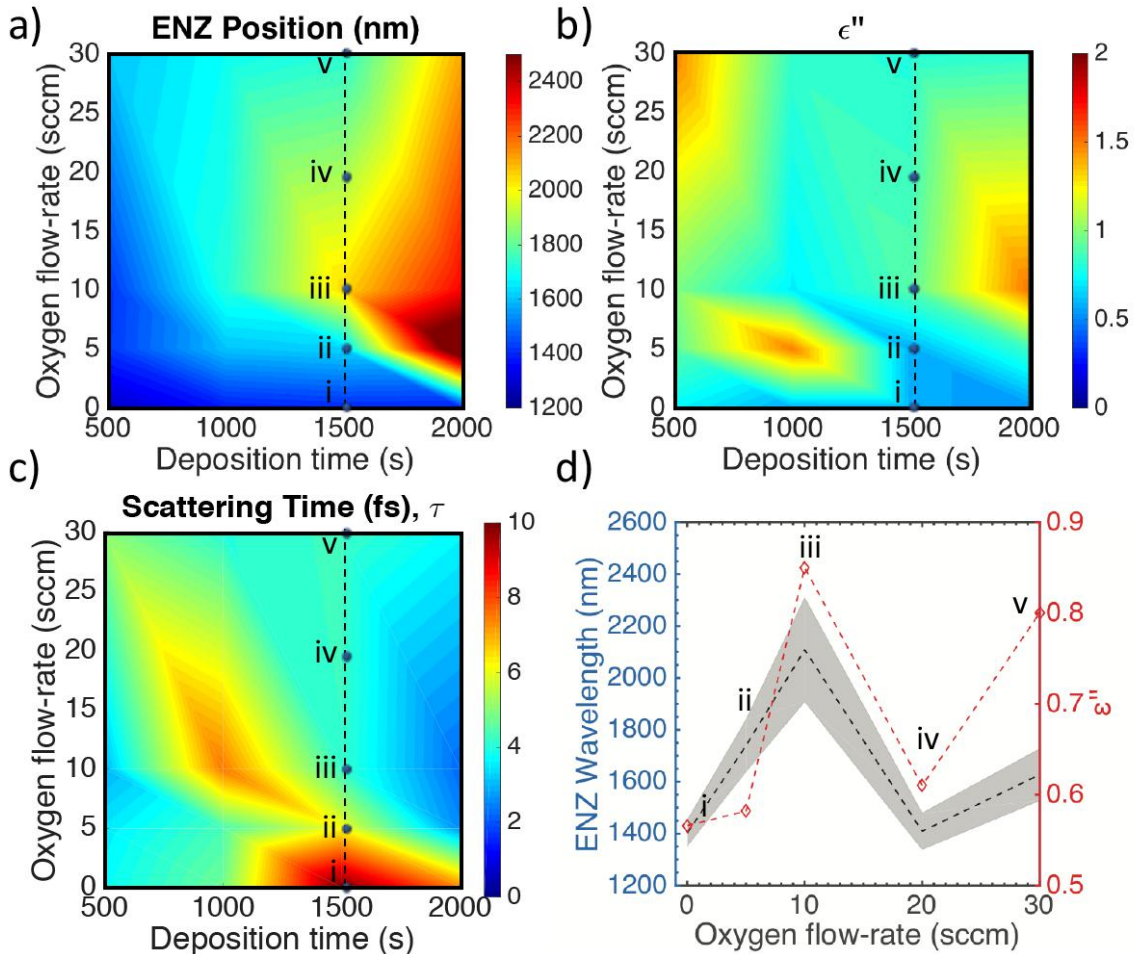 a)
ENZ Position (nm)
30
25
20
15
10
5
0
500
1000
1500
2000
Oxygen flow-rate (sccm)
Deposition time (s)
v
iv
iii
ii
i
2400
2200
2000
1800
1600
1400
1200
b)
ϵ"
30
25
20
15
10
5
0
500
1000
1500
2000
Oxygen flow-rate (sccm)
Deposition time (s)
v
iv
iii
ii
i
2
1.5
1
0.5
0
c)
Scattering Time (fs), τ
30
25
20
15
10
5
0
500
1000
1500
2000
Oxygen flow-rate (sccm)
Deposition time (s)
v
iv
iii
ii
i
10
8
6
4
2
0
d)
2600
2400
2200
2000
1800
1600
1400
1200
ENZ Wavelength (nm)
i
ii
iii
iv
v
0
10
20
30
Oxygen flow-rate (sccm)
0.9
0.8
0.7
0.6
0.5
ε"